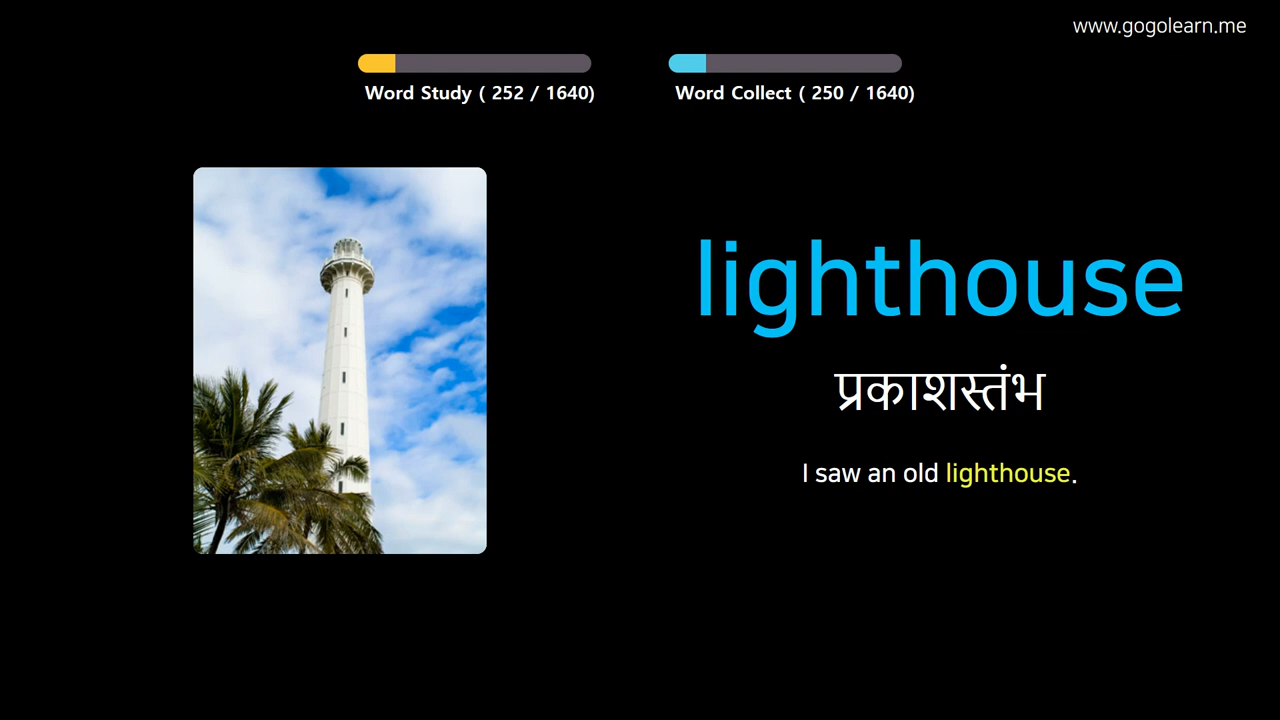 www.gogolearn.me
Word Study ( 252 / 1640)
Word Collect ( 250 / 1640)
lighthouse
प्रकाशस्तंभ
I saw an old lighthouse.